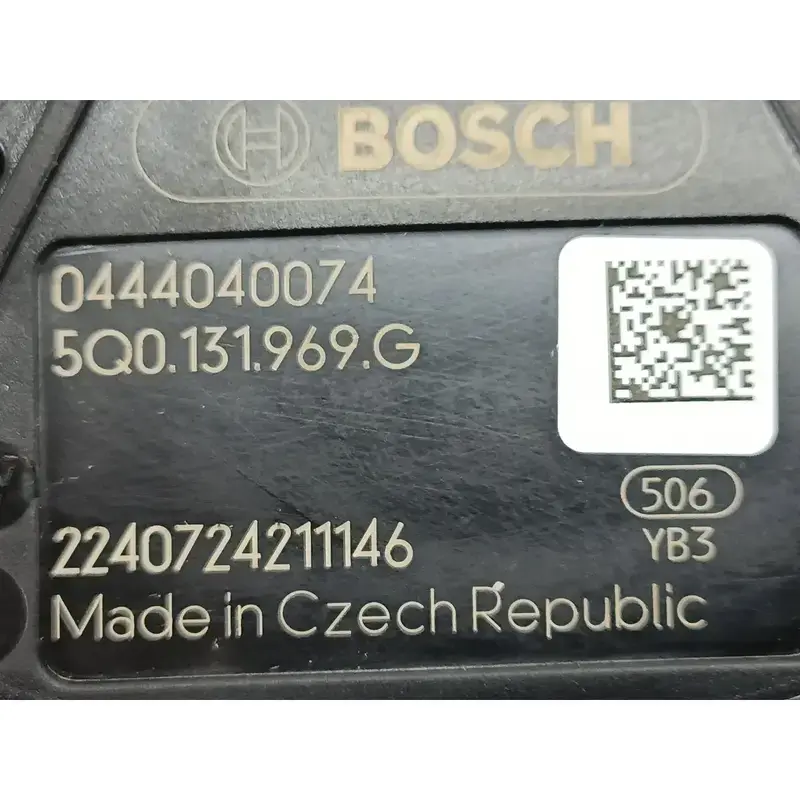 BOSCH
0444040074
5Q0.131.969.G
506
YB3
2240724211146
Made in Czech Republic